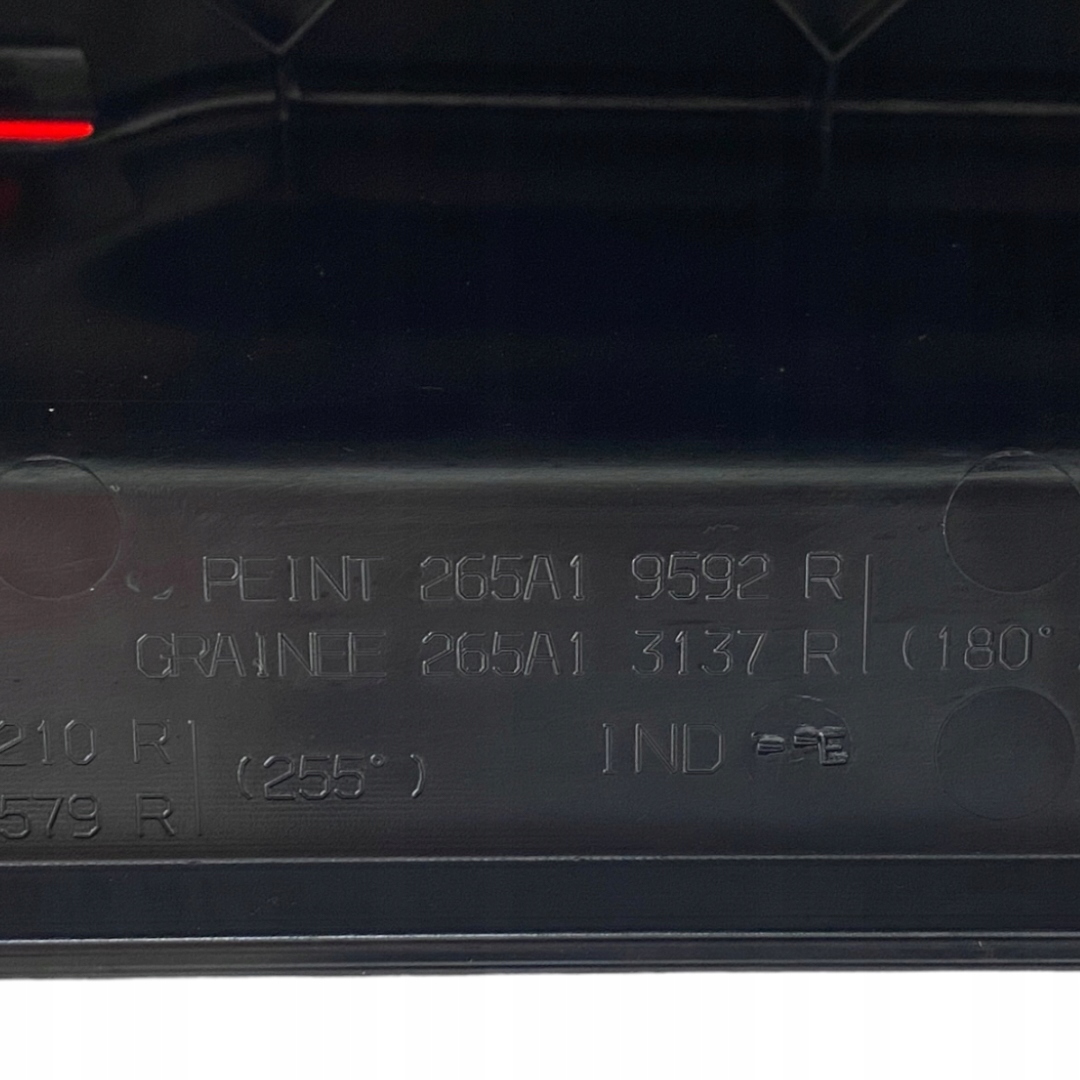 PEINT 265A1 9592 R
GRAINEE 265A1 3137 R (180°
210 R (255°)
579 R
IND